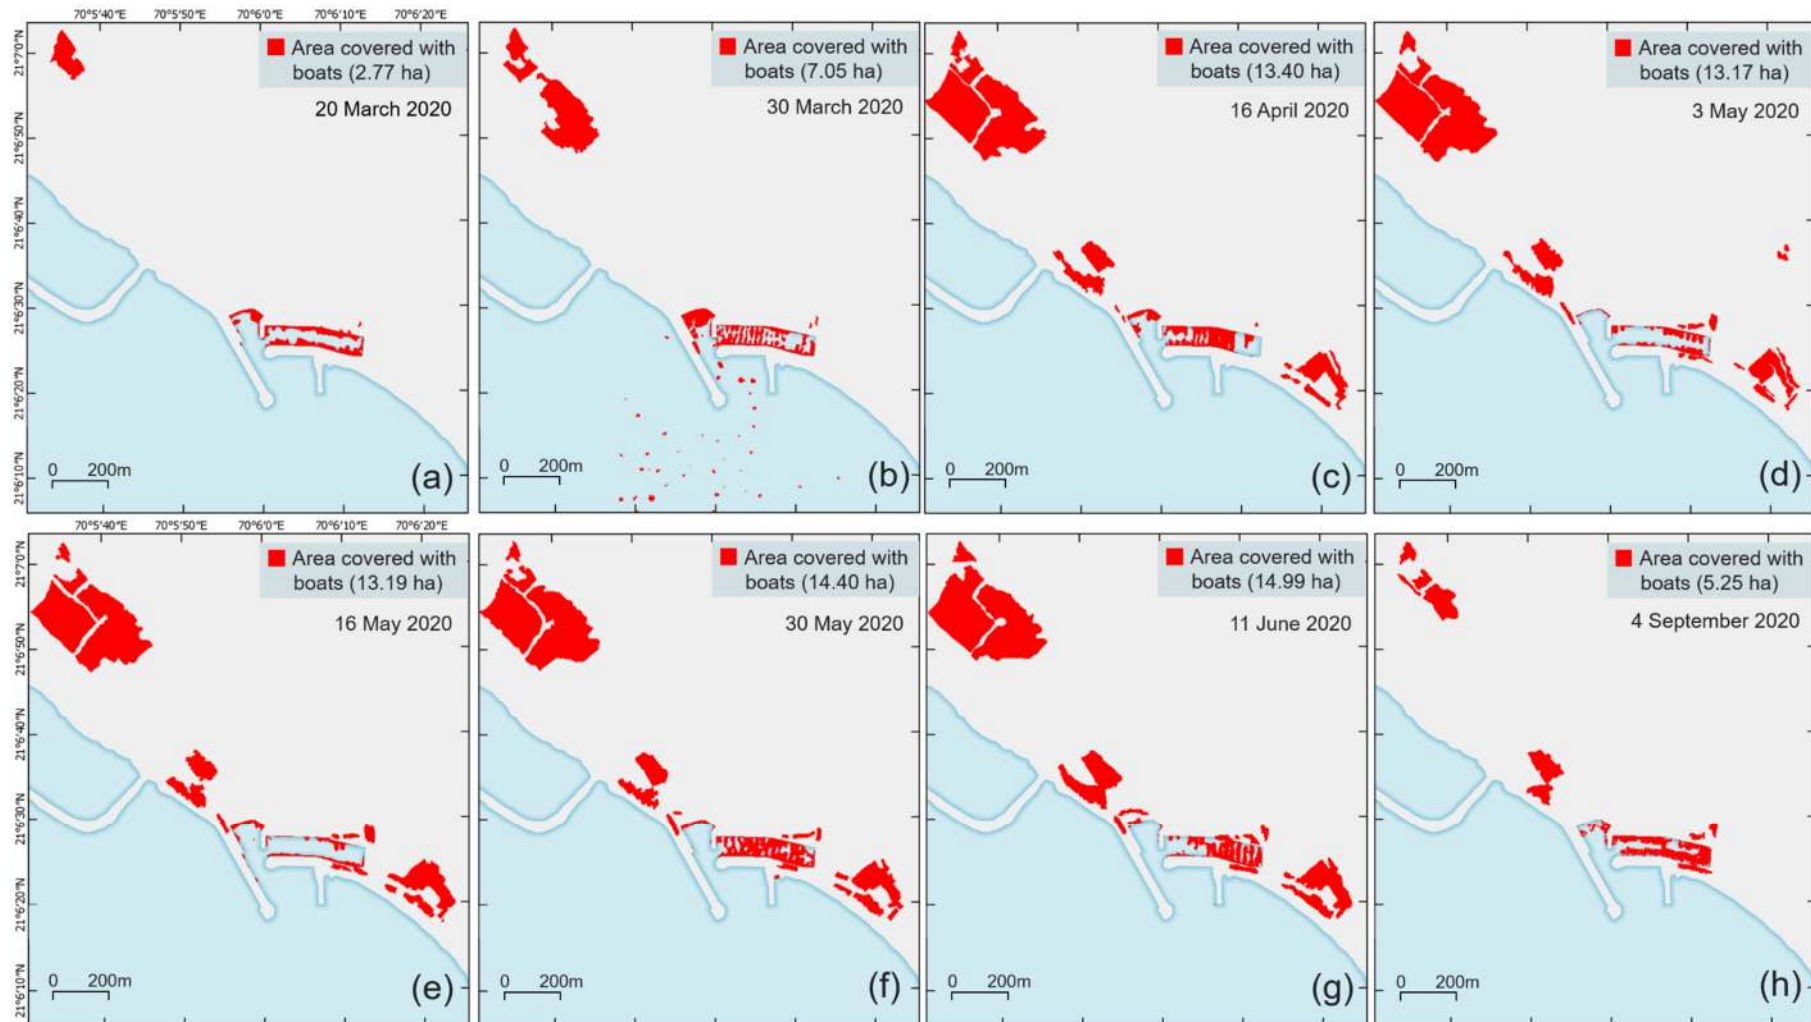 70°5'40"E 70°5'50"E 70°6'0"E 70°6'10"E 70°6'20"E
21°7'0"N
21°6'50"N
21°6'40"N
21°6'30"N
21°6'20"N
21°6'10"N
Area covered with
boats (2.77 ha)
20 March 2020
0 200m
(a)
Area covered with
boats (7.05 ha)
30 March 2020
0 200m
(b)
Area covered with
boats (13.40 ha)
16 April 2020
0 200m
(c)
Area covered with
boats (13.17 ha)
3 May 2020
0 200m
(d)
70°5'40"E 70°5'50"E 70°6'0"E 70°6'10"E 70°6'20"E
21°7'0"N
21°6'50"N
21°6'40"N
21°6'30"N
21°6'20"N
21°6'10"N
Area covered with
boats (13.19 ha)
16 May 2020
0 200m
(e)
Area covered with
boats (14.40 ha)
30 May 2020
0 200m
(f)
Area covered with
boats (14.99 ha)
11 June 2020
0 200m
(g)
Area covered with
boats (5.25 ha)
4 September 2020
0 200m
(h)